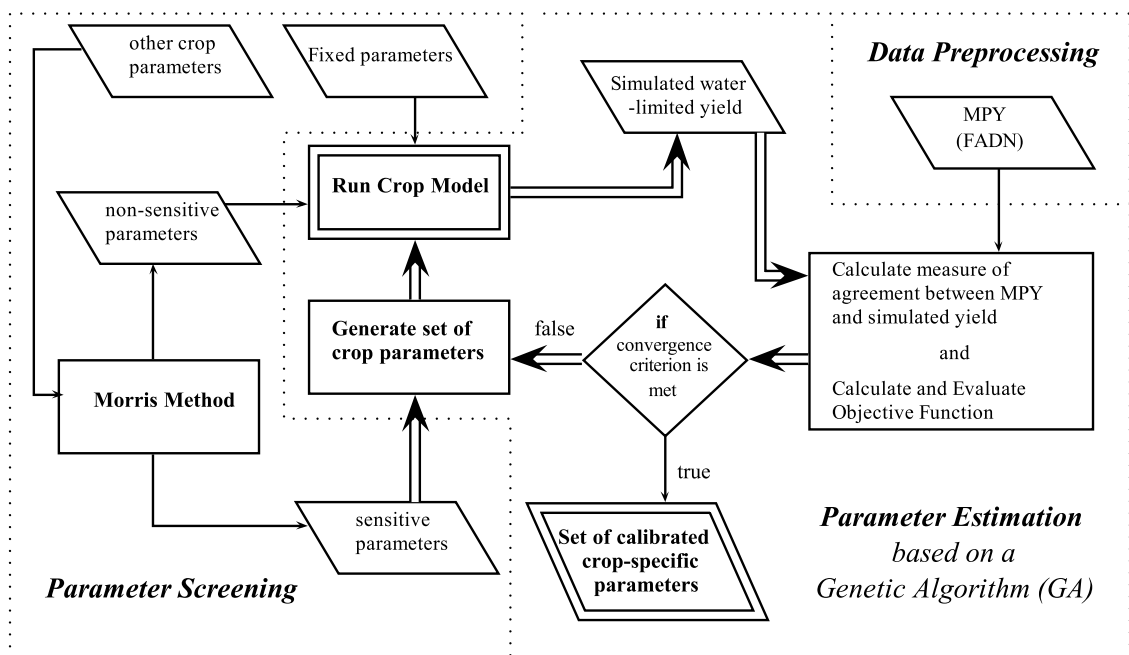 other crop
parameters
Fixed parameters
Simulated water
-limited yield
Data Preprocessing
MPY
(FADN)
Run Crop Model
non-sensitive
parameters
Calculate measure of
agreement between MPY
and simulated yield
and
Calculate and Evaluate
Objective Function
Generate set of
crop parameters
false
if
convergence
criterion is
met
Morris Method
true
sensitive
parameters
Set of calibrated
crop-specific
parameters
Parameter Estimation
based on a
Genetic Algorithm (GA)
Parameter Screening